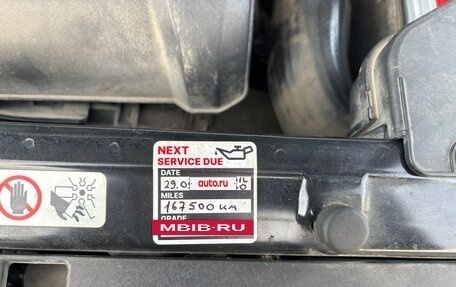 NEXT
SERVICE DUE
DATE
29.0 auto.ru
MILES
167500 км
GRADE
MBIB-RU